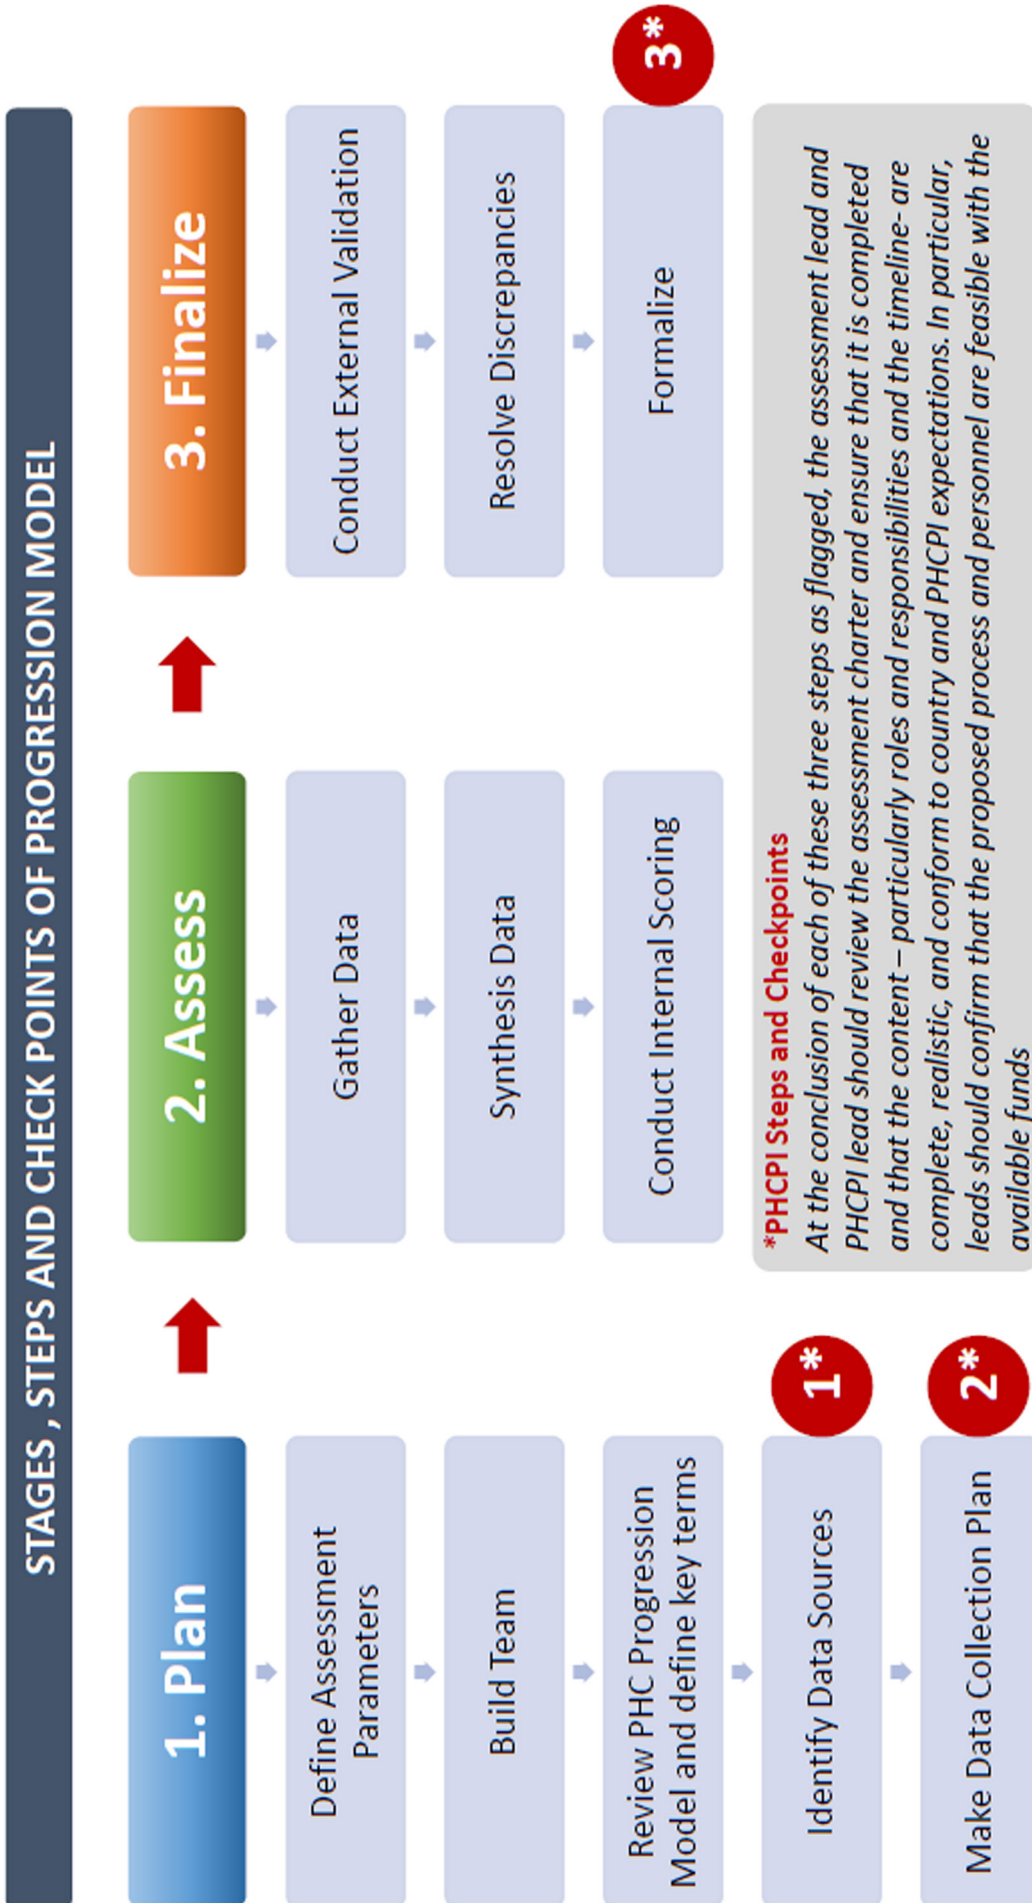 STAGES , STEPS AND CHECK POINTS OF PROGRESSION MODEL
1. Plan
Define Assessment
Parameters
Build Team
Review PHC Progression
Model and define key terms
Identify Data Sources
1*
Make Data Collection Plan
2*
2. Assess
Gather Data
Synthesis Data
Conduct Internal Scoring
3. Finalize
Conduct External Validation
Resolve Discrepancies
Formalize
3*
*PHCPI Steps and Checkpoints
At the conclusion of each of these three steps as flagged, the assessment lead and
PHCPI lead should review the assessment charter and ensure that it is completed
and that the content – particularly roles and responsibilities and the timeline- are
complete, realistic, and conform to country and PHCPI expectations. In particular,
leads should confirm that the proposed process and personnel are feasible with the
available funds